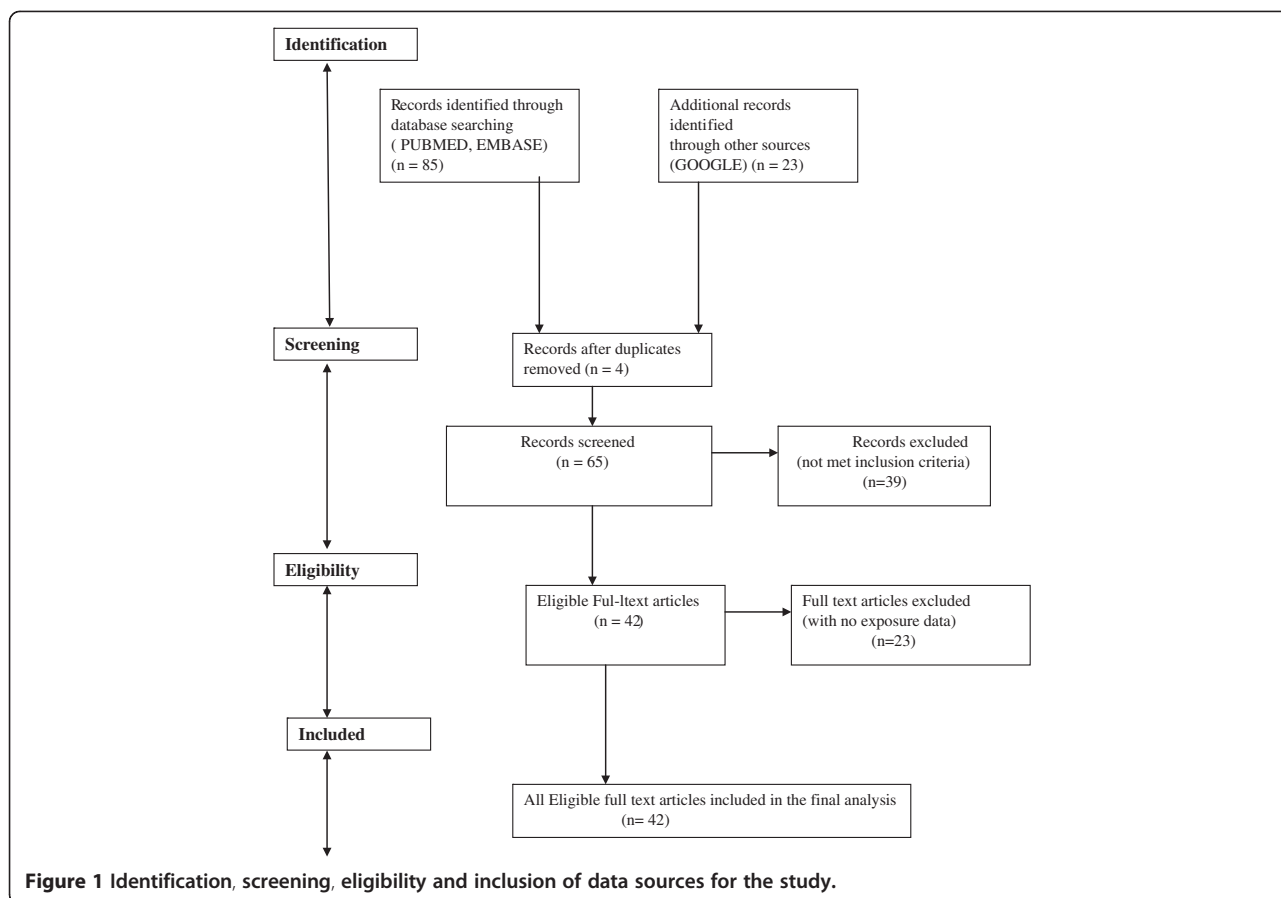 Identification
Records identified through
database searching
( PUBMED, EMBASE)
(n = 85)
Additional records
identified
through other sources
(GOOGLE) (n = 23)
Screening
Records after duplicates
removed (n = 4)
Records screened
(n = 65)
Records excluded
(not met inclusion criteria)
(n=39)
Eligibility
Eligible Ful-ltext articles
(n = 42)
Full text articles excluded
(with no exposure data)
(n=23)
Included
All Eligible full text articles included in the final analysis
(n= 42)
Figure 1 Identification, screening, eligibility and inclusion of data sources for the study.